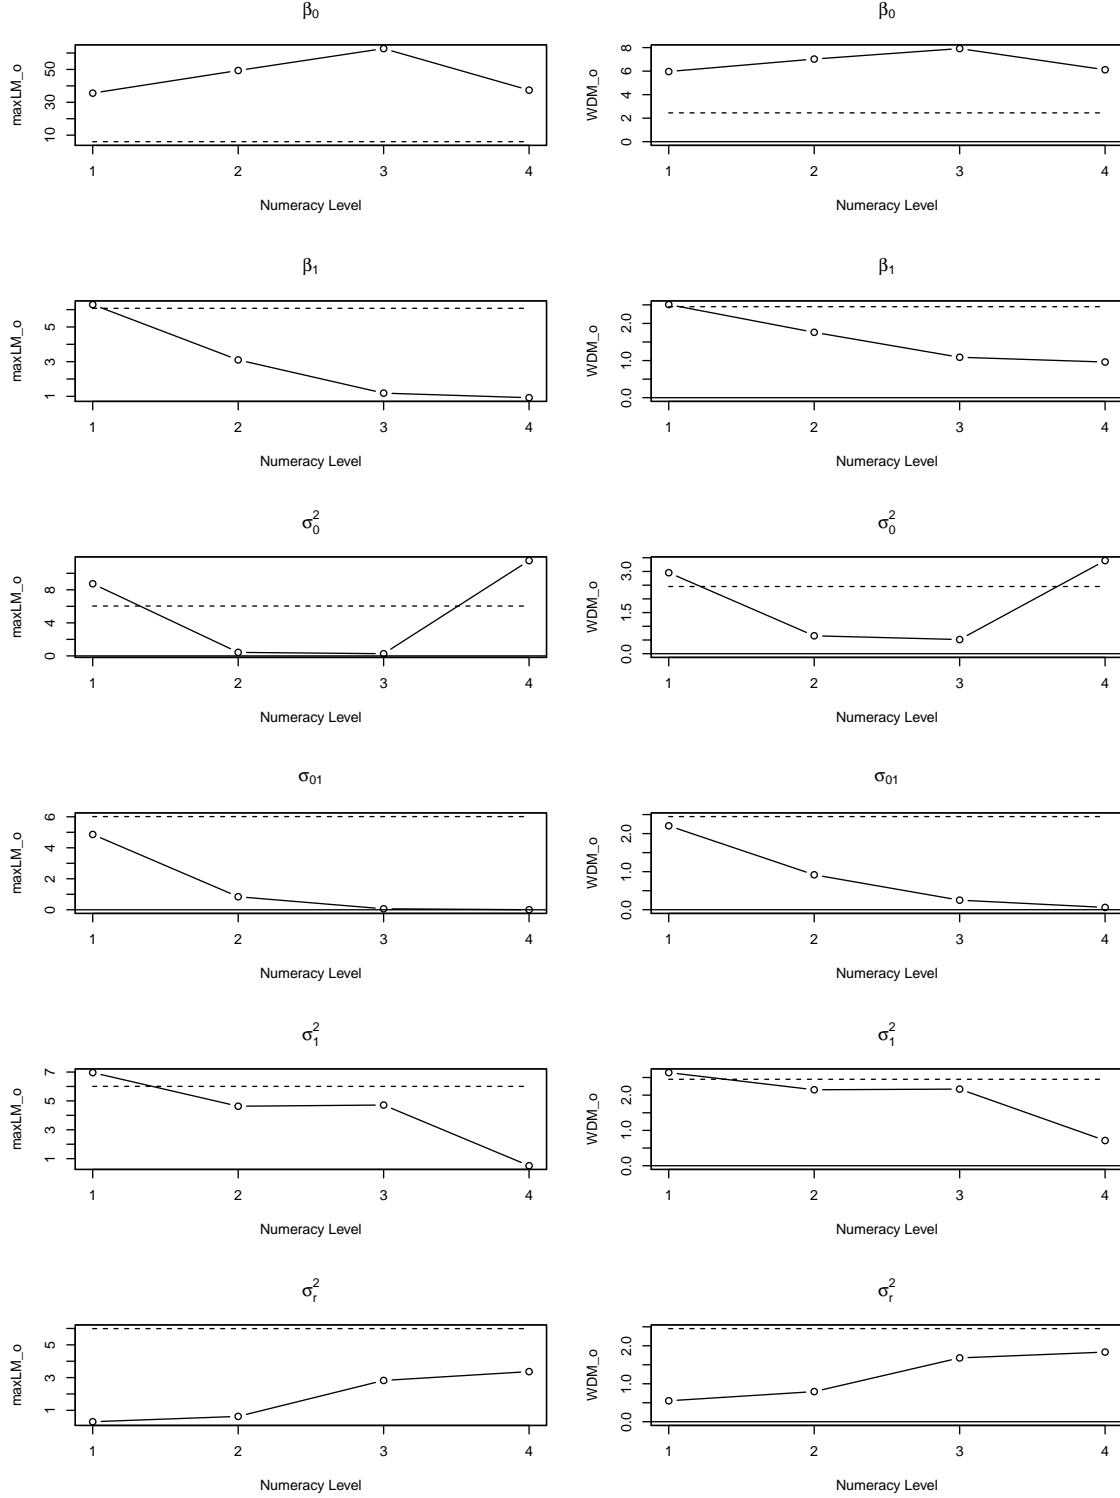 β0
maxLM_o
10 30 50
1 2 3 4
Numeracy Level
β0
WDM_o
0 2 4 6 8
1 2 3 4
Numeracy Level
β1
maxLM_o
1 3 5
1 2 3 4
Numeracy Level
β1
WDM_o
0.0 1.0 2.0
1 2 3 4
Numeracy Level
σ²0
maxLM_o
0 4 8
1 2 3 4
Numeracy Level
σ²0
WDM_o
0.0 1.5 3.0
1 2 3 4
Numeracy Level
σ01
maxLM_o
0 2 4 6
1 2 3 4
Numeracy Level
σ01
WDM_o
0.0 1.0 2.0
1 2 3 4
Numeracy Level
σ²1
maxLM_o
1 3 5 7
1 2 3 4
Numeracy Level
σ²1
WDM_o
0.0 1.0 2.0
1 2 3 4
Numeracy Level
σ²r
maxLM_o
1 3 5
1 2 3 4
Numeracy Level
σ²r
WDM_o
0.0 1.0 2.0
1 2 3 4
Numeracy Level